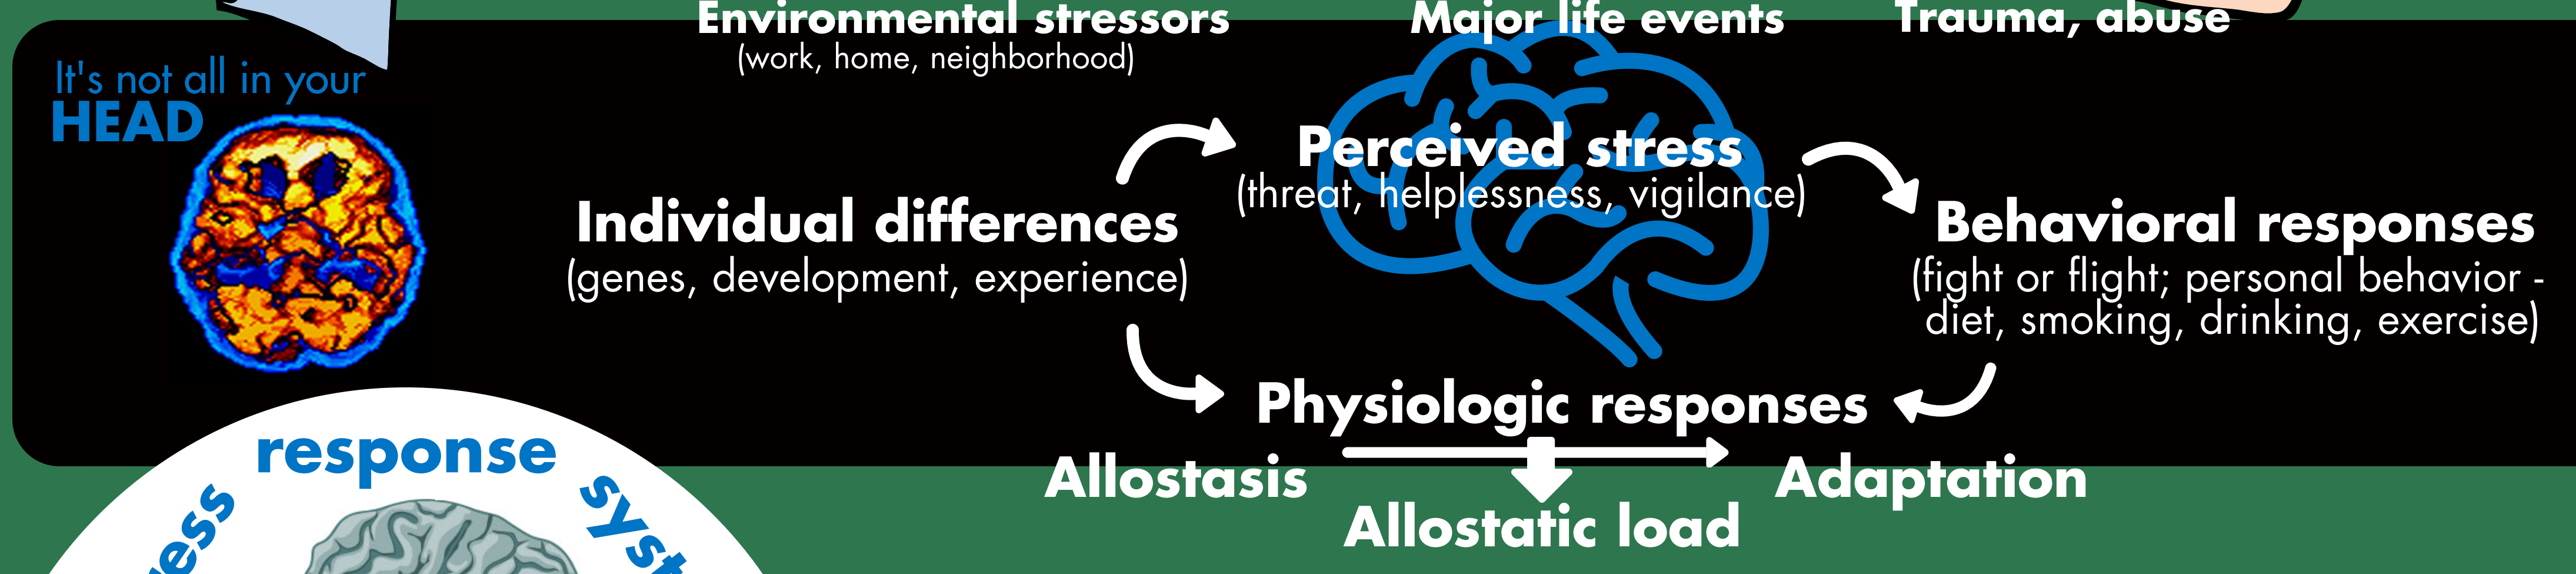 Environmental stressors
(work, home, neighborhood)
Major life events
Trauma, abuse
It's not all in your
HEAD
Perceived stress
(threat, helplessness, vigilance)
Individual differences
(genes, development, experience)
Behavioral responses
(fight or flight; personal behavior -
diet, smoking, drinking, exercise)
Physiologic responses
Allostasis
Adaptation
Allostatic load
response